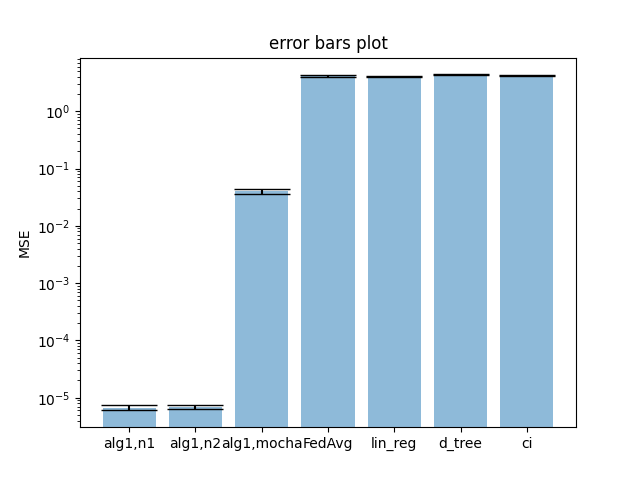 error bars plot
MSE
10⁰
10⁻¹
10⁻²
10⁻³
10⁻⁴
10⁻⁵
alg1,n1 alg1,n2 alg1,mocha FedAvg lin_reg d_tree ci